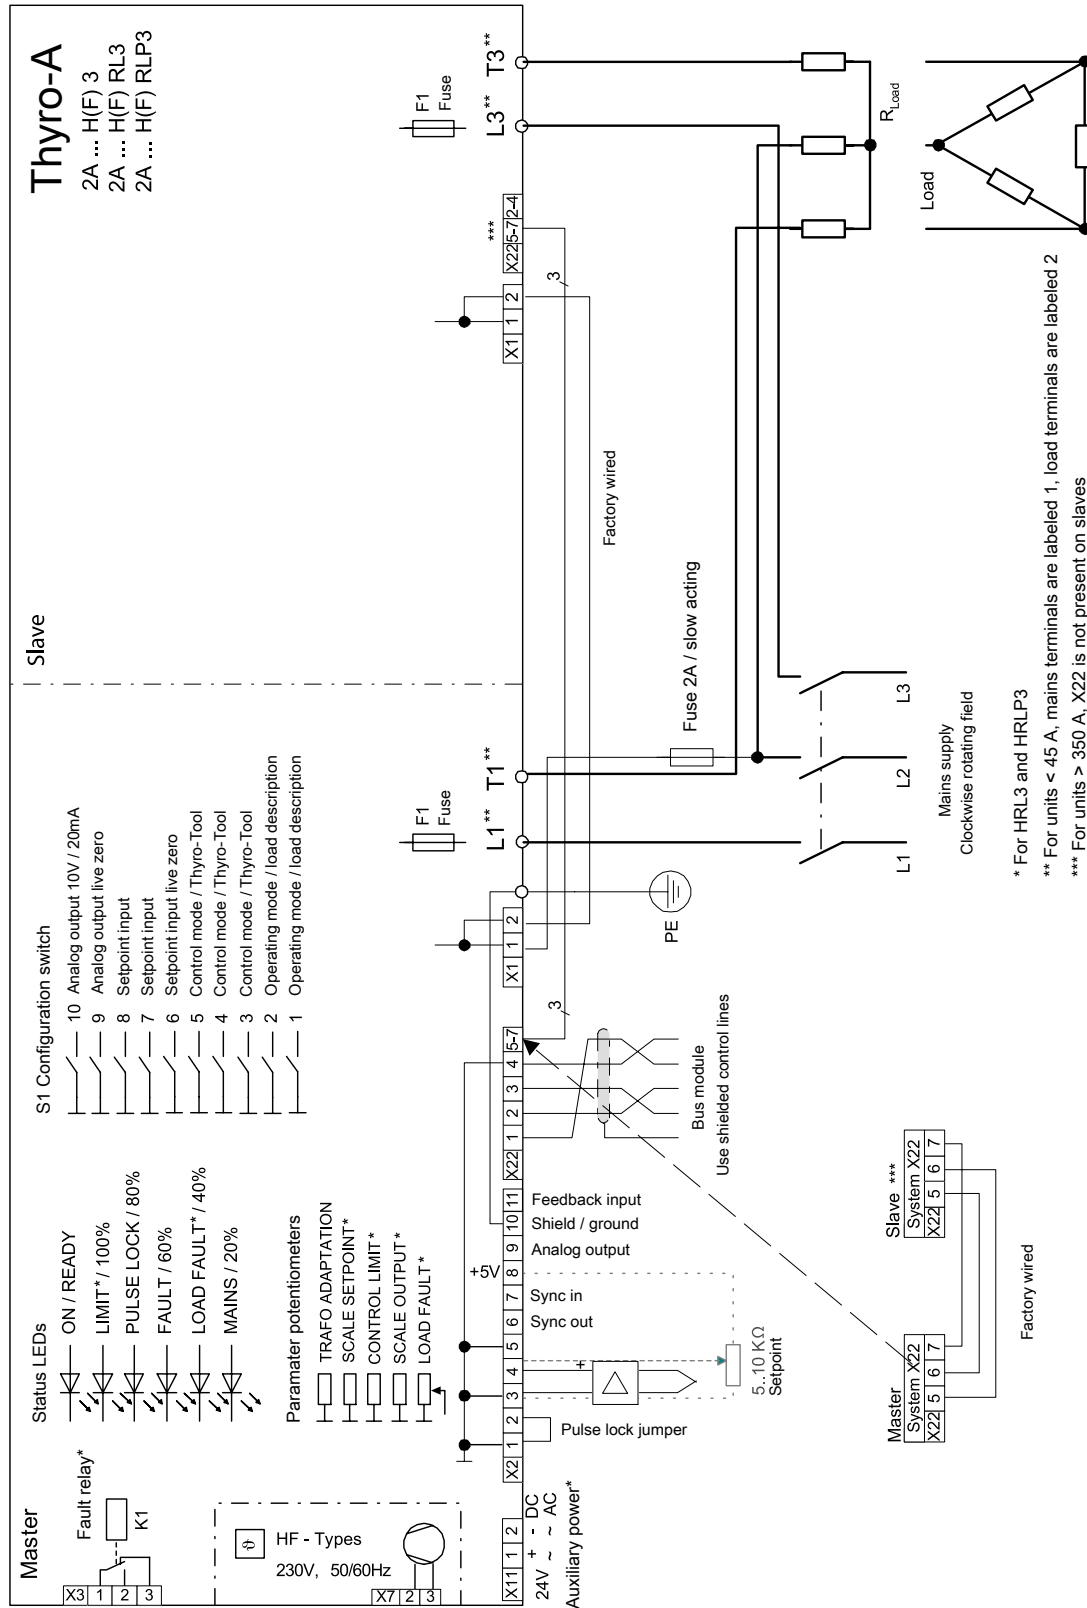 Thyro-A
2A ... H(F) 3
2A ... H(F) RL3
2A ... H(F) RLP3
Master
Slave
Fault relay*
K1
X3 1 2 3
HF - Types
230V, 50/60Hz
ϑ
X7 2 3
Status LEDs
ON / READY
LIMIT* / 100%
PULSE LOCK / 80%
FAULT / 60%
LOAD FAULT* / 40%
MAINS / 20%
Paramater potentiometers
TRAFO ADAPTATION
SCALE SETPOINT*
CONTROL LIMIT*
SCALE OUTPUT*
LOAD FAULT*
S1 Configuration switch
10 Analog output 10V / 20mA
9 Analog output live zero
8 Setpoint input
7 Setpoint input
6 Setpoint input live zero
5 Control mode / Thyro-Tool
4 Control mode / Thyro-Tool
3 Control mode / Thyro-Tool
2 Operating mode / load description
1 Operating mode / load description
F1
Fuse
L1**
T1**
F1
Fuse
L3**
T3**
X11 1 2
24V + - DC
~ ~ AC
Auxiliary power*
X2 1 2 3 4 5 6 7 8 9 10 11
+5V
Pulse lock jumper
+
5..10 KΩ
Setpoint
Sync out
Sync in
Analog output
Shield / ground
Feedback input
X22 1 2 3 4 5-7
3
Bus module
Use shielded control lines
X1 1 2
PE
X1 1 2
***
X22 5-7 2-4
3
Factory wired
Fuse 2A / slow acting
L1
L2
L3
Mains supply
Clockwise rotating field
RLoad
Load
Master
System X22
X22 5 6 7
Slave ***
System X22
X22 5 6 7
Factory wired
* For HRL3 and HRLP3
** For units < 45 A, mains terminals are labeled 1, load terminals are labeled 2
*** For units > 350 A, X22 is not present on slaves